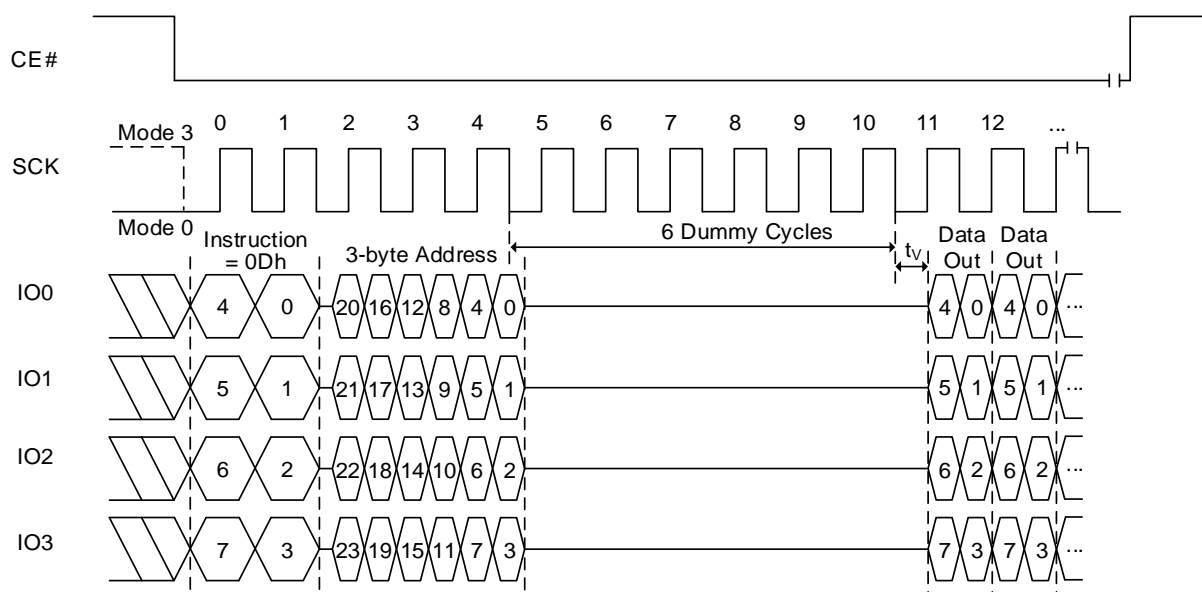 CE#
0 1 2 3 4 5 6 7 8 9 10 11 12 ...
Mode 3
SCK
Mode 0
Instruction
= 0Dh
3-byte Address
6 Dummy Cycles
tV
Data
Out
Data
Out
IO0 4 0 20 16 12 8 4 0 4 0 4 0 ...
IO1 5 1 21 17 13 9 5 1 5 1 5 1 ...
IO2 6 2 22 18 14 10 6 2 6 2 6 2 ...
IO3 7 3 23 19 15 11 7 3 7 3 7 3 ...